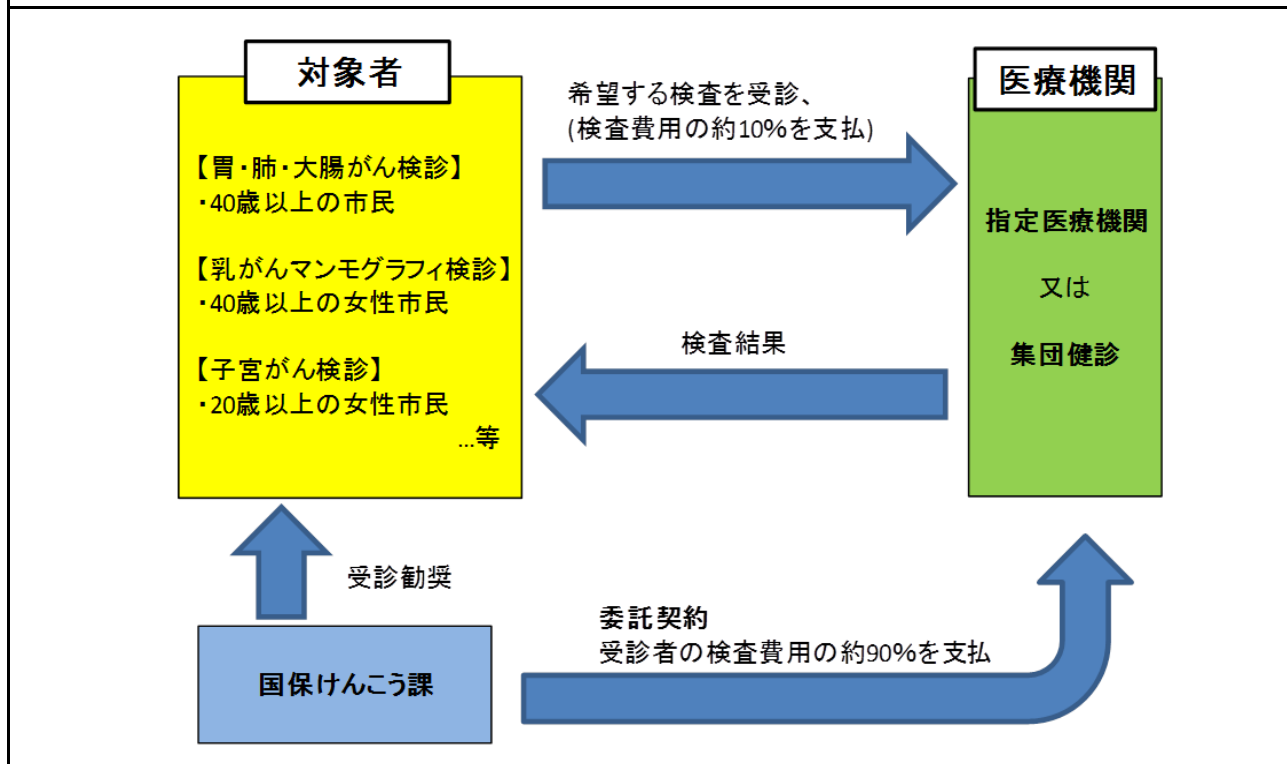 対象者
【胃・肺・大腸がん検診】
・40歳以上の市民
【乳がんマンモグラフィ検診】
・40歳以上の女性市民
【子宮がん検診】
・20歳以上の女性市民
…等
希望する検査を受診、
(検査費用の約10%を支払)
医療機関
指定医療機関
又は
集団健診
検査結果
受診勧奨
国保けんこう課
委託契約
受診者の検査費用の約90%を支払